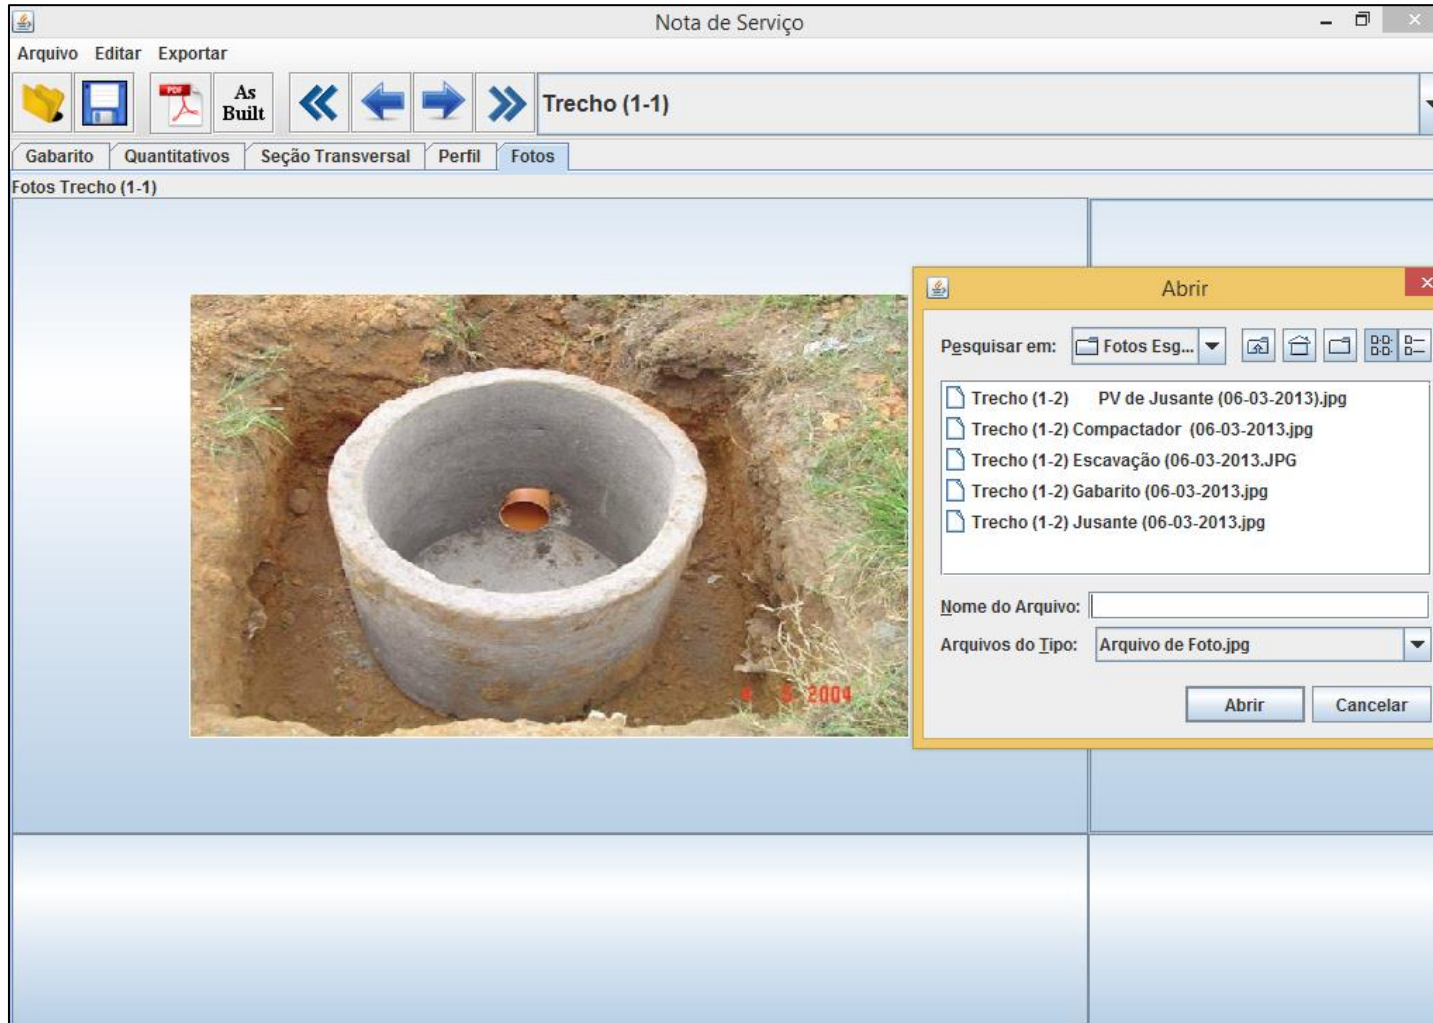 Nota de Serviço
Arquivo Editar Exportar
PDF
As Built
Trecho (1-1)
Gabarito Quantitativos Seção Transversal Perfil Fotos
Fotos Trecho (1-1)
Abrir
Pesquisar em: Fotos Esg...
Trecho (1-2) PV de Jusante (06-03-2013).jpg
Trecho (1-2) Compactador (06-03-2013.jpg
Trecho (1-2) Escavação (06-03-2013.JPG
Trecho (1-2) Gabarito (06-03-2013.jpg
Trecho (1-2) Jusante (06-03-2013.jpg
Nome do Arquivo:
Arquivos do Tipo: Arquivo de Foto.jpg
Abrir Cancelar
2004